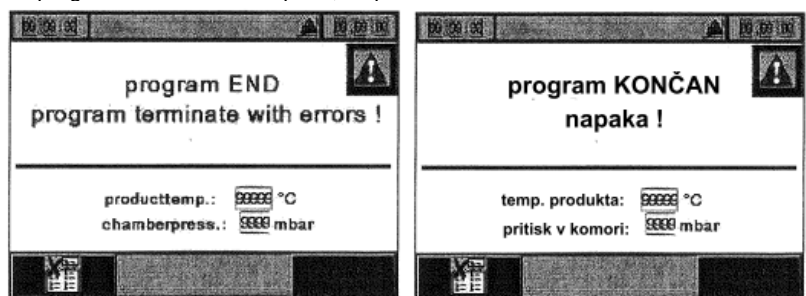 program END
program terminate with errors !
producttemp.: 99999 °C
chamberpress.: 9999 mbar
program KONČAN
napaka !
temp. produkta: 99999 °C
pritisk v komori: 9999 mbar